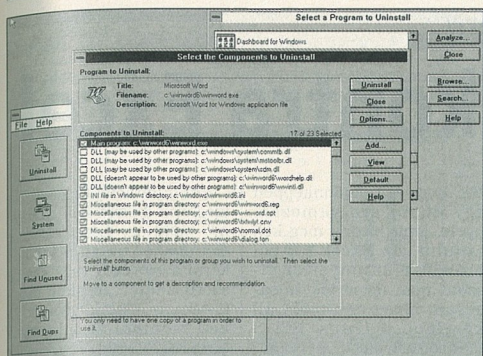 Select a Program to Uninstall
Dashboard for Windows
Analyze...
Close
Browse...
Search...
Help
Select the Components to Uninstall
Program to Uninstall:
Title: Microsoft Word
Filename: c:\winword6\winword.exe
Description: Microsoft Word for Windows application file
Uninstall
Close
Options...
Components to Uninstall: 17 of 23 Selected
Main program: c:\winword6\winword.exe
DLL (may be used by other programs): c:\windows\system\commtb.dll
DLL (may be used by other programs): c:\windows\system\mstoolbr.dll
DLL (may be used by other programs): c:\windows\system\sdm.dll
DLL (doesn't appear to be used by other programs): c:\winword6\wordhelp.dll
DLL (doesn't appear to be used by other programs): c:\winword6\wwintl.dll
INI file in Windows directory: c:\windows\winword6.ini
Miscellaneous file in program directory: c:\winword6\winword6.reg
Miscellaneous file in program directory: c:\winword6\winword.opt
Miscellaneous file in program directory: c:\winword6\txtwlyt.cnv
Miscellaneous file in program directory: c:\winword6\normal.dot
Miscellaneous file in program directory: c:\winword6\dialog.fon
Add...
View
Default
Help
Select the components of this program or group you wish to uninstall. Then select the
'Uninstall' button.
Move to a component to get a description and recommendation.
File Help
Uninstall
System
Find Unused
Find Dups
You only need to have one copy of a program in order to
use it.